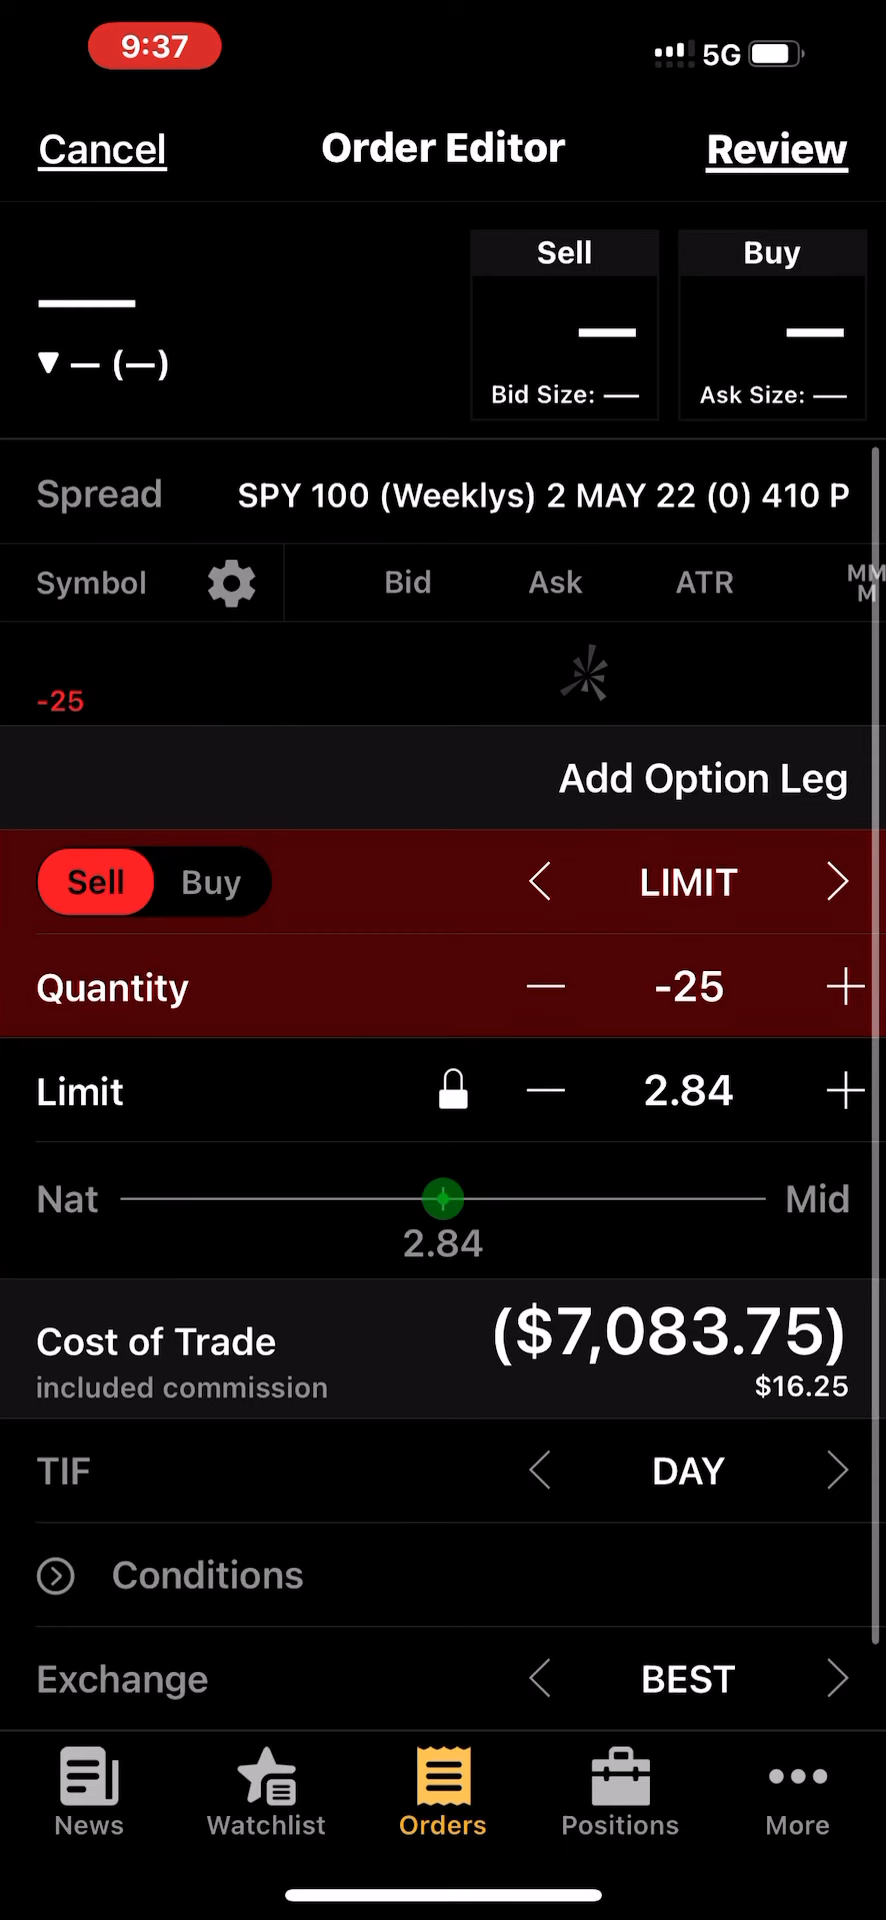 9:37
5G
Cancel
Order Editor
Review
Sell
Buy
▼ — (—)
Bid Size: —
Ask Size: —
Spread
SPY 100 (Weeklys) 2 MAY 22 (0) 410 P
Symbol
Bid
Ask
ATR
MM
M
-25
Add Option Leg
Sell
Buy
LIMIT
Quantity
-25
Limit
2.84
Nat
Mid
2.84
Cost of Trade
($7,083.75)
included commission
$16.25
TIF
DAY
Conditions
Exchange
BEST
News
Watchlist
Orders
Positions
More